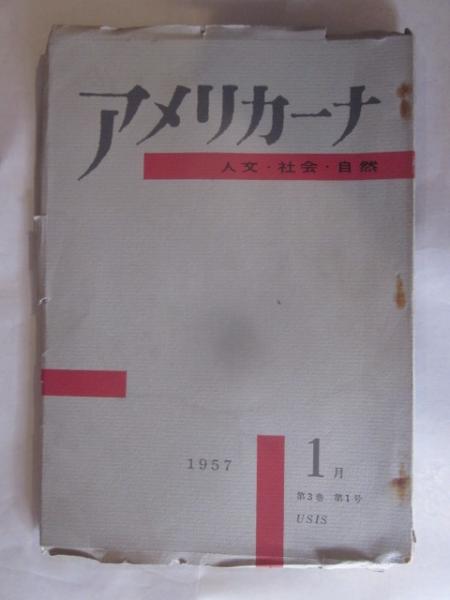 アメリカーナ
人文・社会・自然
1957 1月
第3巻 第1号
USIS